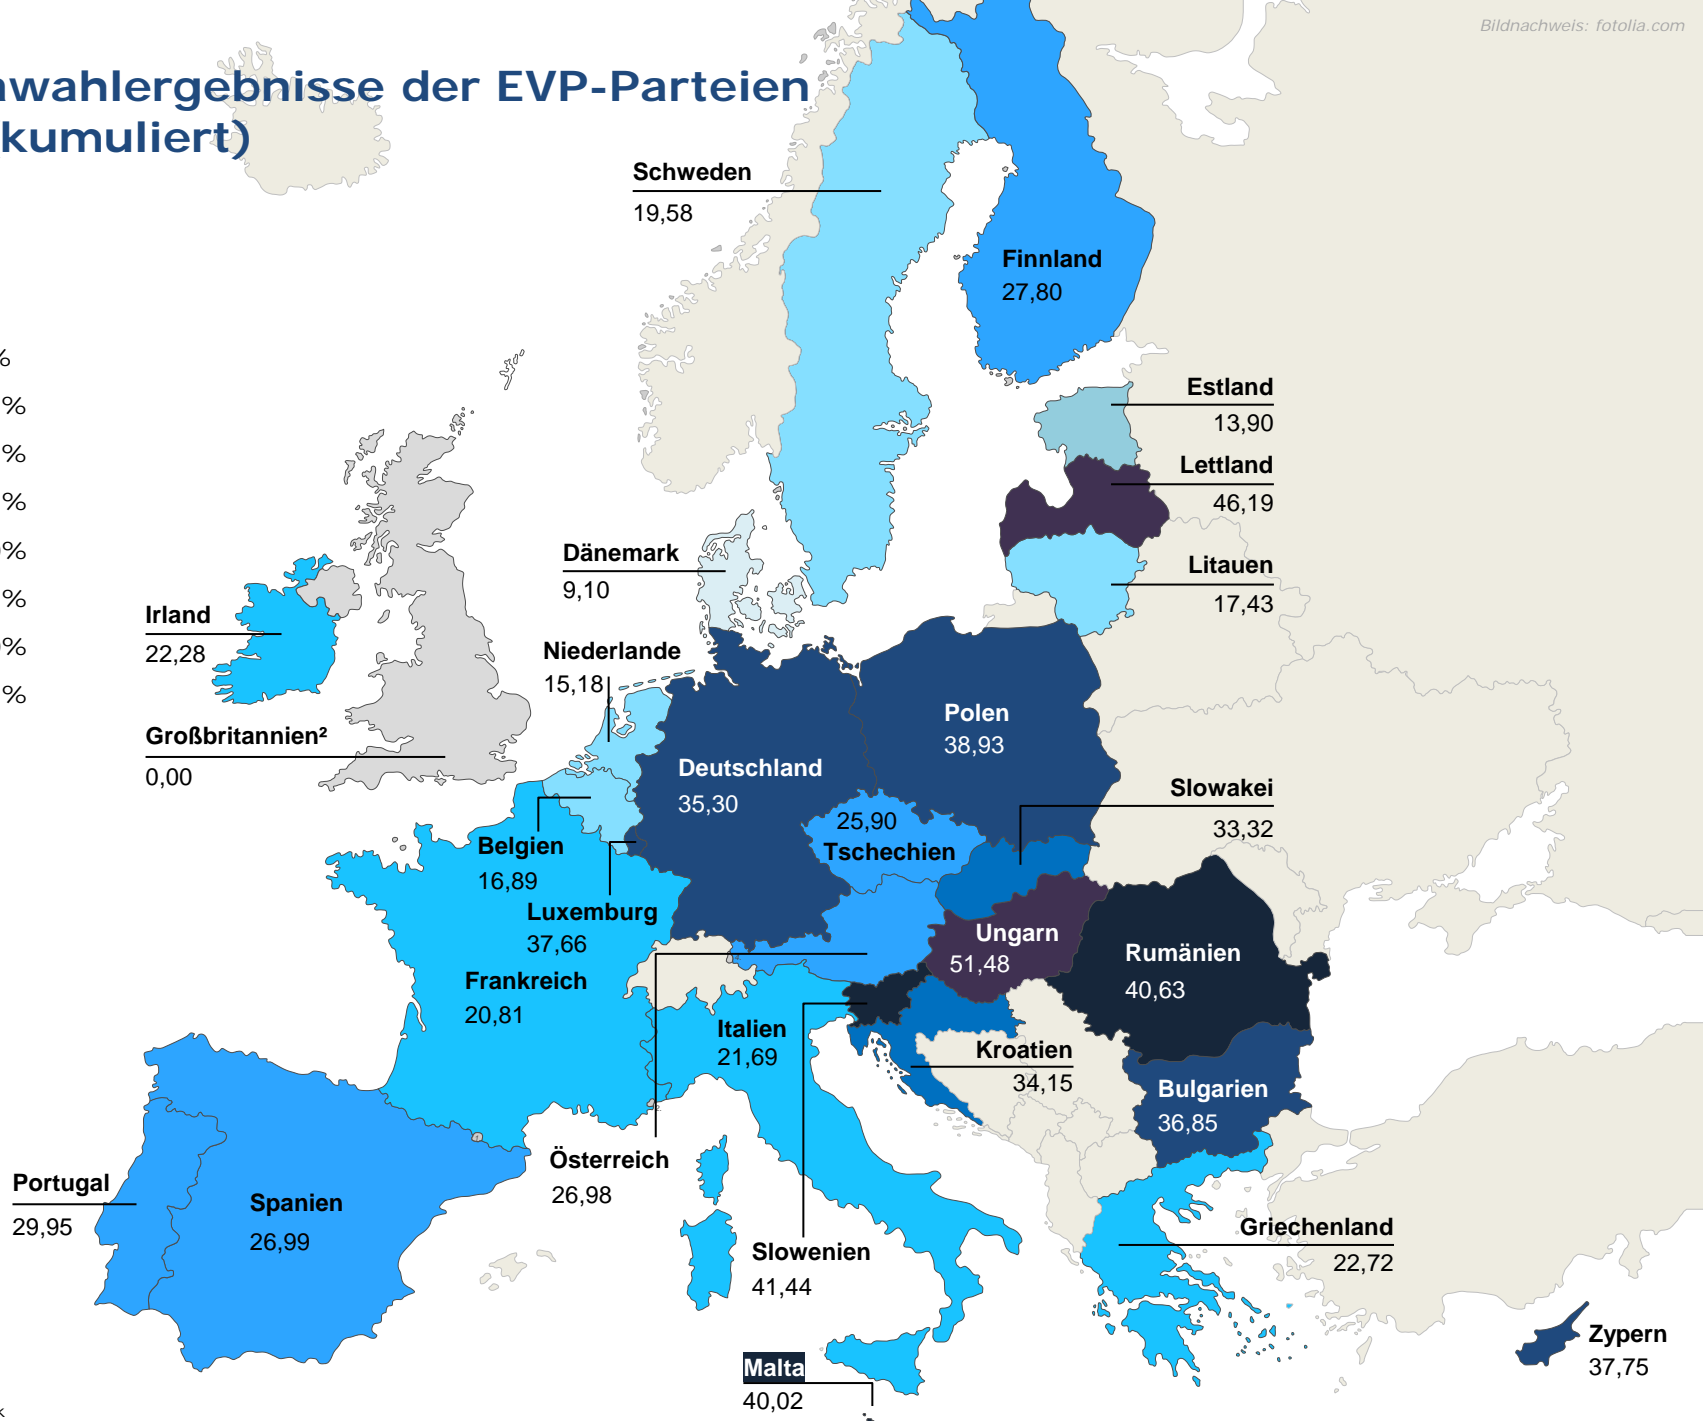 Bildnachweis: fotolia.com
wahlergebnisse der EVP-Parteien
kumuliert)
Schweden
19,58
Finnland
27,80
%
%
%
%
%
%
%
%
Estland
13,90
Lettland
46,19
Litauen
17,43
Dänemark
9,10
Irland
22,28
Niederlande
15,18
Großbritannien²
0,00
Polen
38,93
Deutschland
35,30
Slowakei
33,32
25,90
Tschechien
Belgien
16,89
Luxemburg
37,66
Ungarn
51,48
Rumänien
40,63
Frankreich
20,81
Italien
21,69
Kroatien
34,15
Bulgarien
36,85
Österreich
26,98
Portugal
29,95
Spanien
26,99
Slowenien
41,44
Griechenland
22,72
Zypern
37,75
Malta
40,02